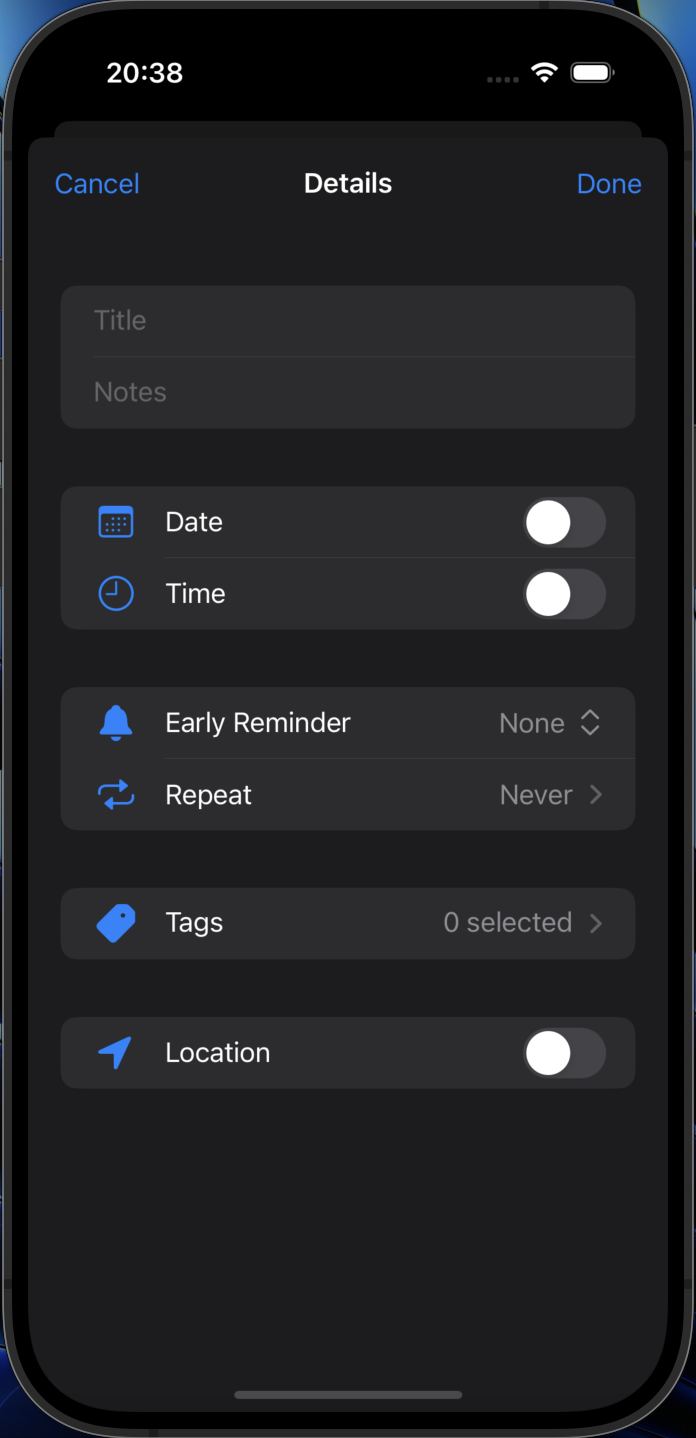 20:38
Cancel Details Done
Title
Notes
Date
Time
Early Reminder None
Repeat Never
Tags 0 selected
Location